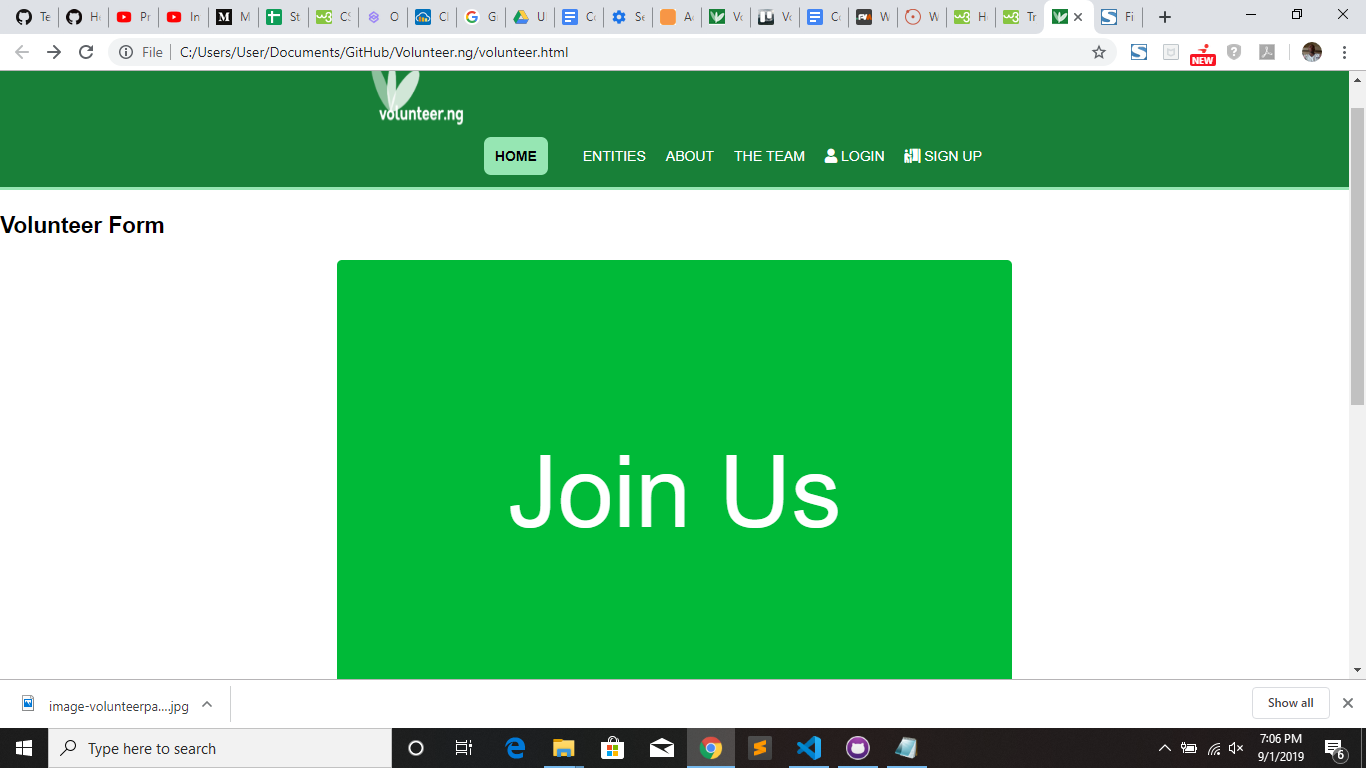 Te
Pr
In
M
St
CS
O
Cl
G
U
Co
Se
Vo
Vo
Co
W
W
Tr
Fi
File
C:/Users/User/Documents/GitHub/Volunteer.ng/volunteer.html
NEW
volunteer.ng
HOME ENTITIES ABOUT THE TEAM LOGIN SIGN UP
Volunteer Form
Join Us
image-volunteerpa....jpg
Show all
Type here to search
7:06 PM
9/1/2019
6